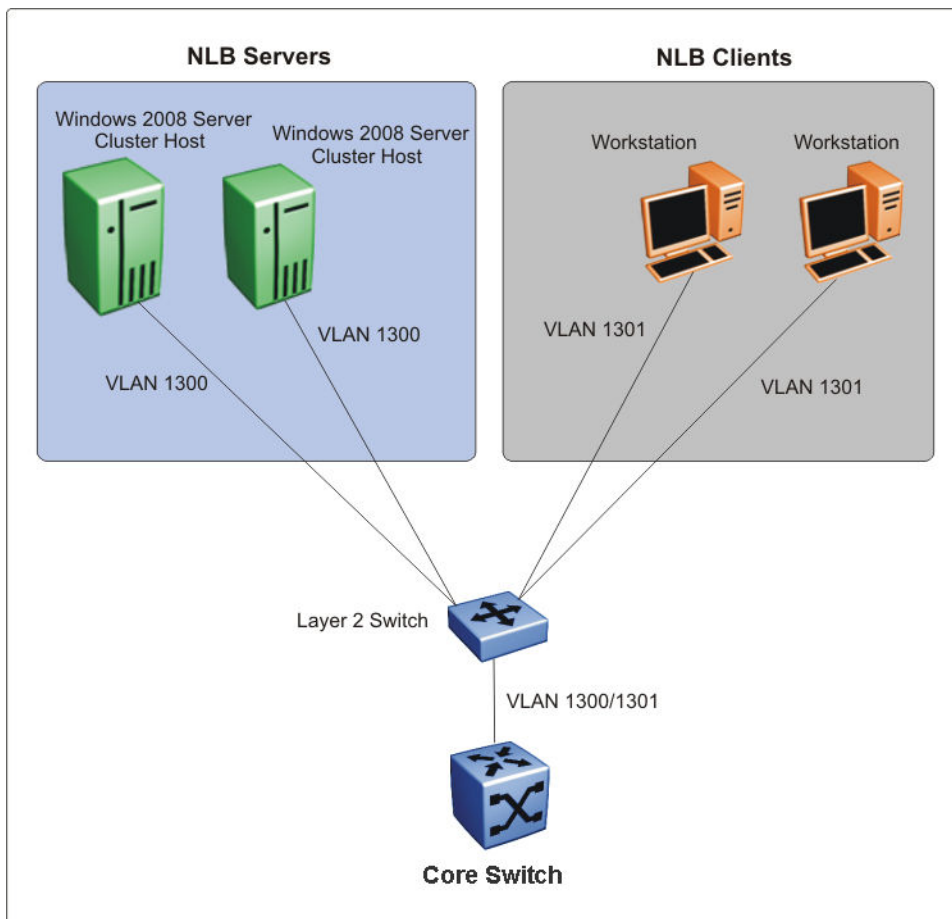 NLB Servers
NLB Clients
Windows 2008 Server
Cluster Host
Windows 2008 Server
Cluster Host
Workstation
Workstation
VLAN 1300
VLAN 1300
VLAN 1301
VLAN 1301
Layer 2 Switch
VLAN 1300/1301
Core Switch